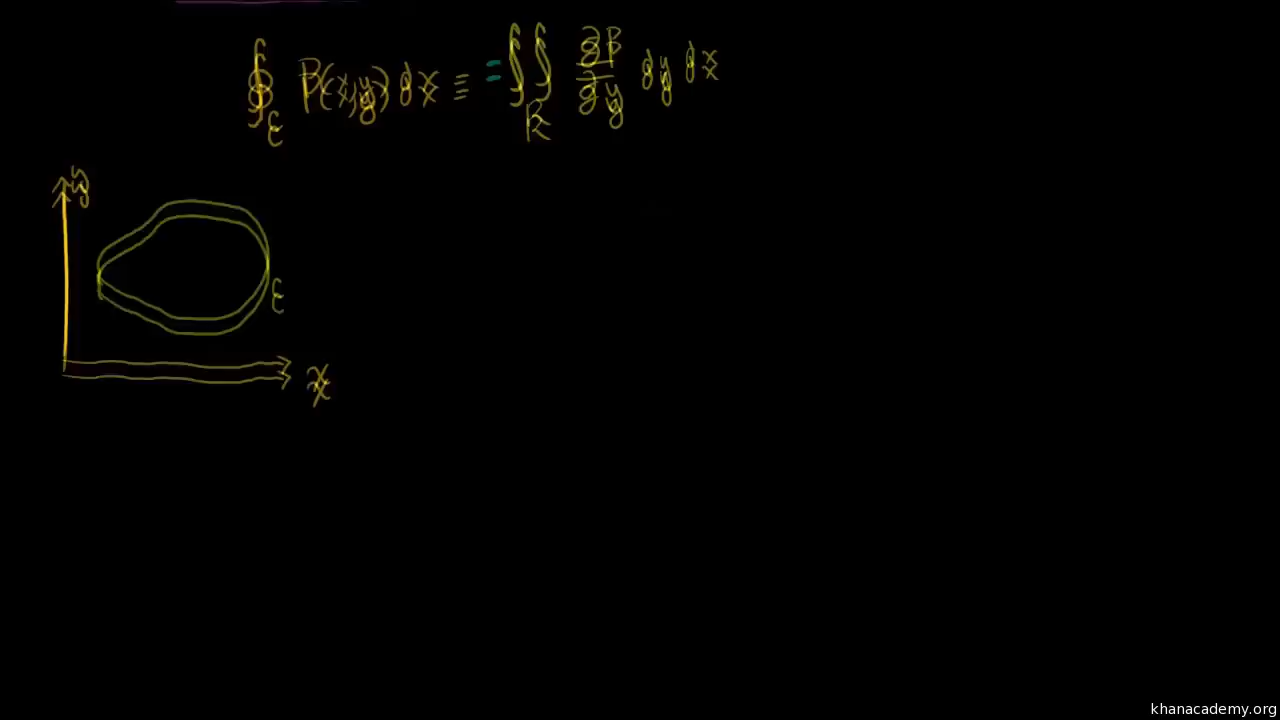 ∮_C P(x,y) dx = ∬_R ∂P/∂y dy dx
y
C
x
khanacademy.org